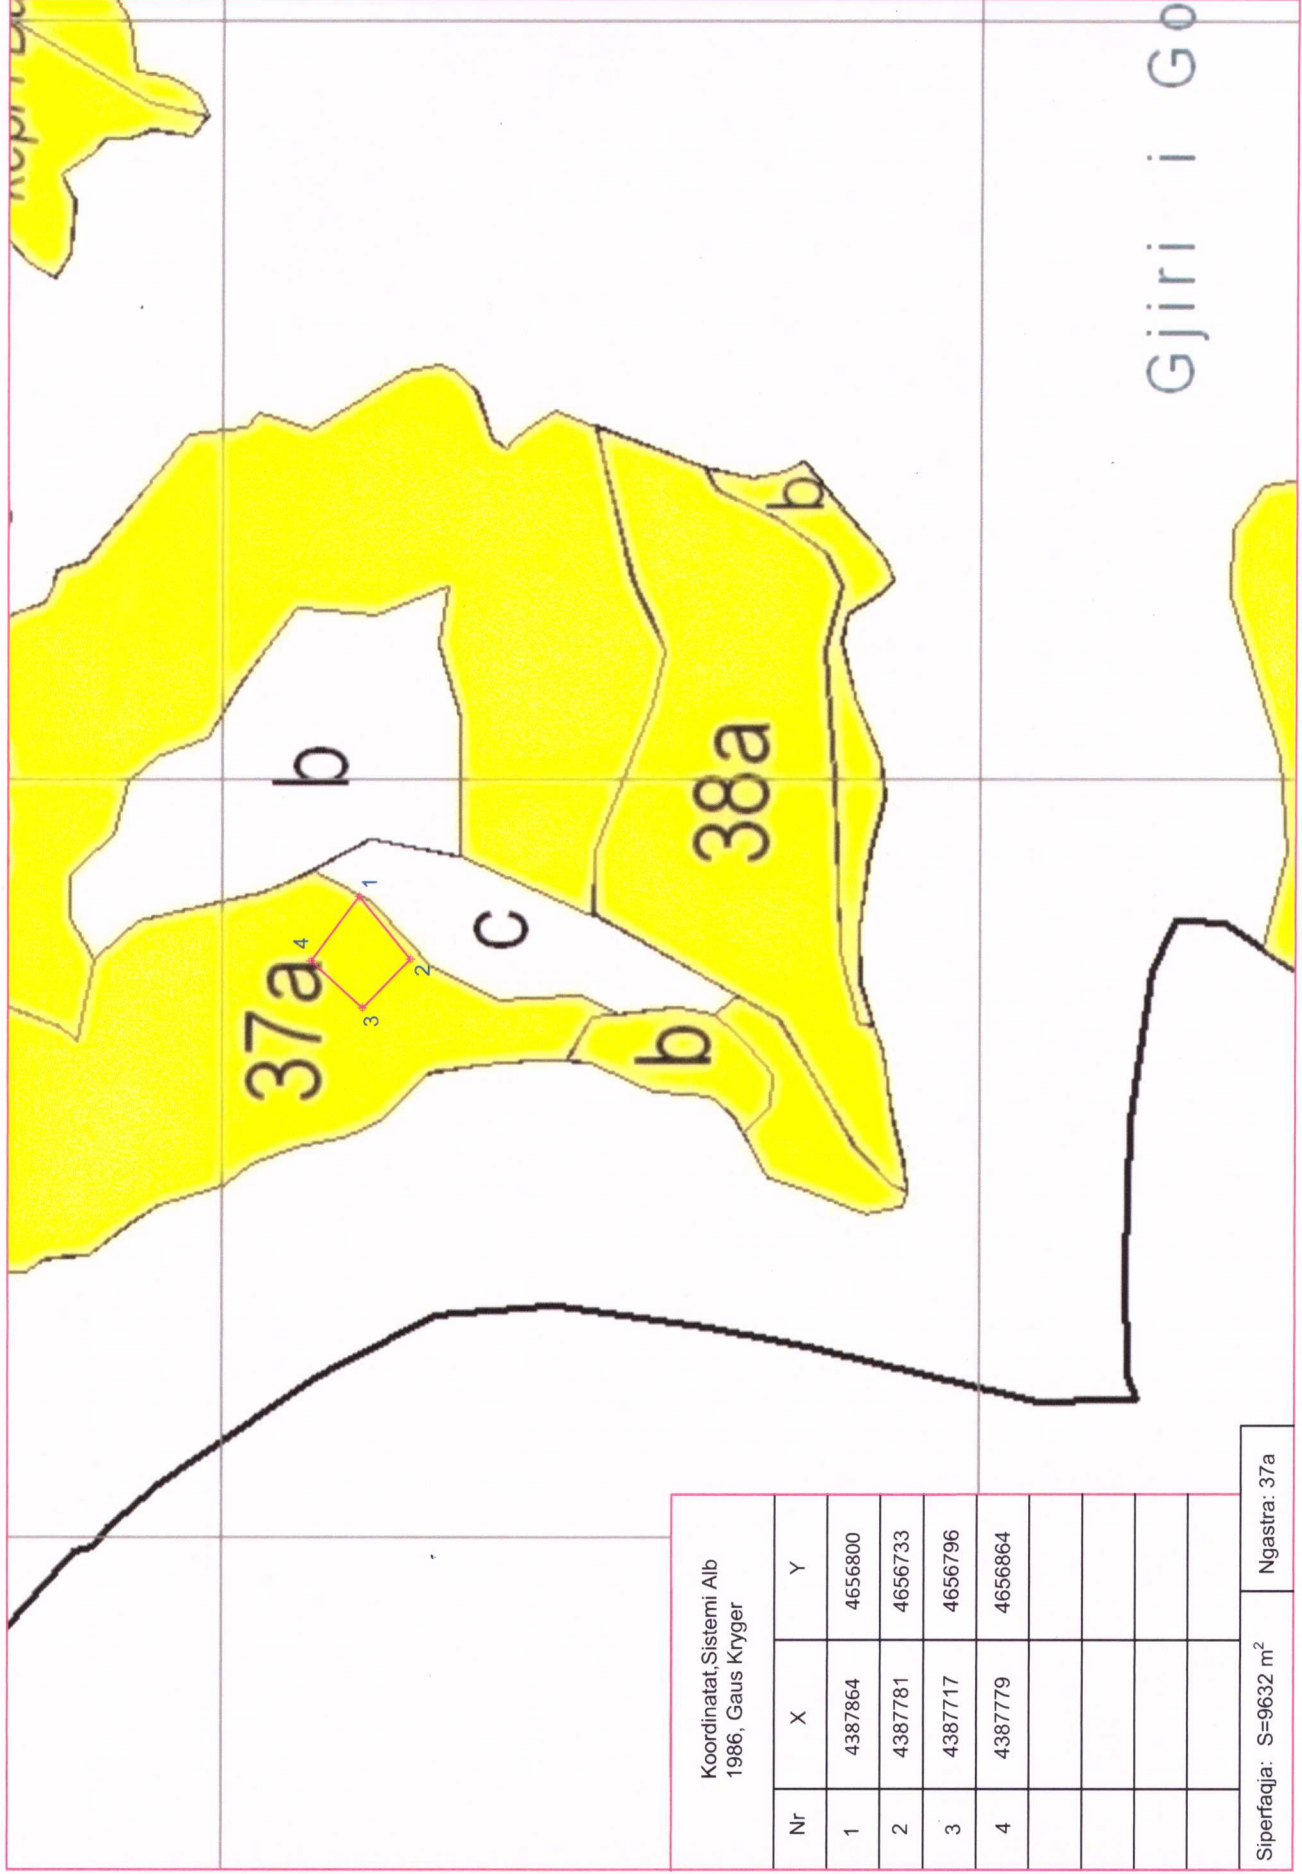 37a
b
c
b
38a
b
4
1
3
2
Gjiri i Go
Koordinatat,Sistemi Alb
1986, Gaus Kryger
Nr X Y
1 4387864 4656800
2 4387781 4656733
3 4387717 4656796
4 4387779 4656864
Siperfaqja: S=9632 m² Ngastra: 37a